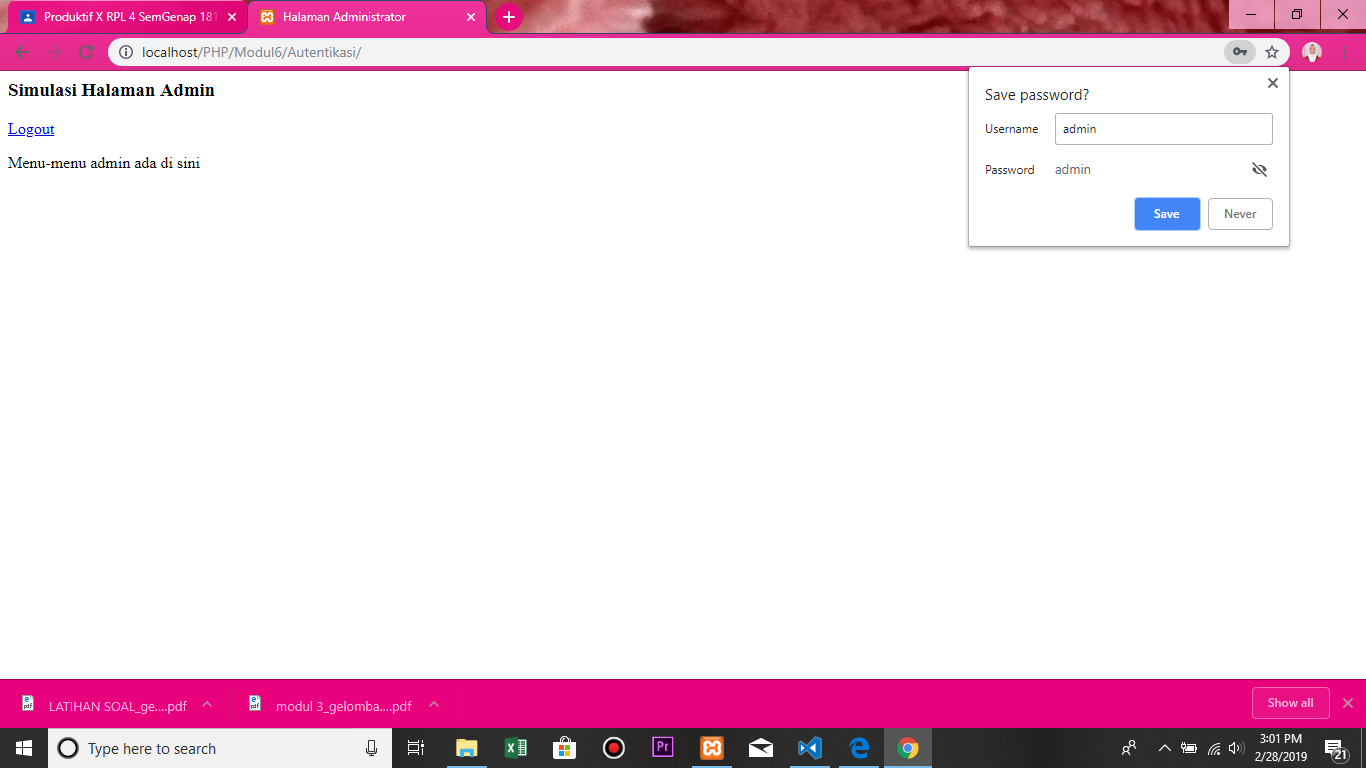 Produktif X RPL 4 SemGenap 181
Halaman Administrator
localhost/PHP/Modul6/Autentikasi/
Simulasi Halaman Admin
Logout
Menu-menu admin ada di sini
Save password?
Username admin
Password admin
Save Never
LATIHAN SOAL_ge....pdf
modul 3_gelomba....pdf
Show all
Type here to search
Pr
3:01 PM
2/28/2019
21